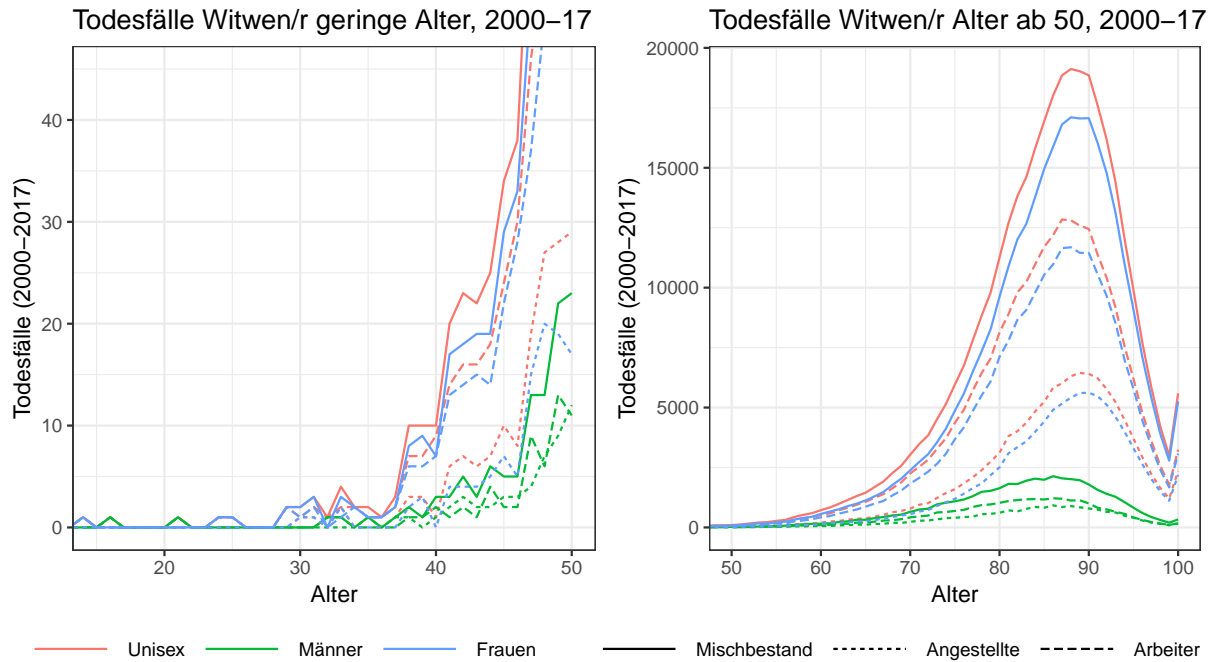 Todesfälle Witwen/r geringe Alter, 2000–17
Todesfälle (2000–2017)
40
30
20
10
0
20
30
40
50
Alter
Todesfälle Witwen/r Alter ab 50, 2000–17
Todesfälle (2000–2017)
20000
15000
10000
5000
0
50
60
70
80
90
100
Alter
Unisex
Männer
Frauen
Mischbestand
Angestellte
Arbeiter